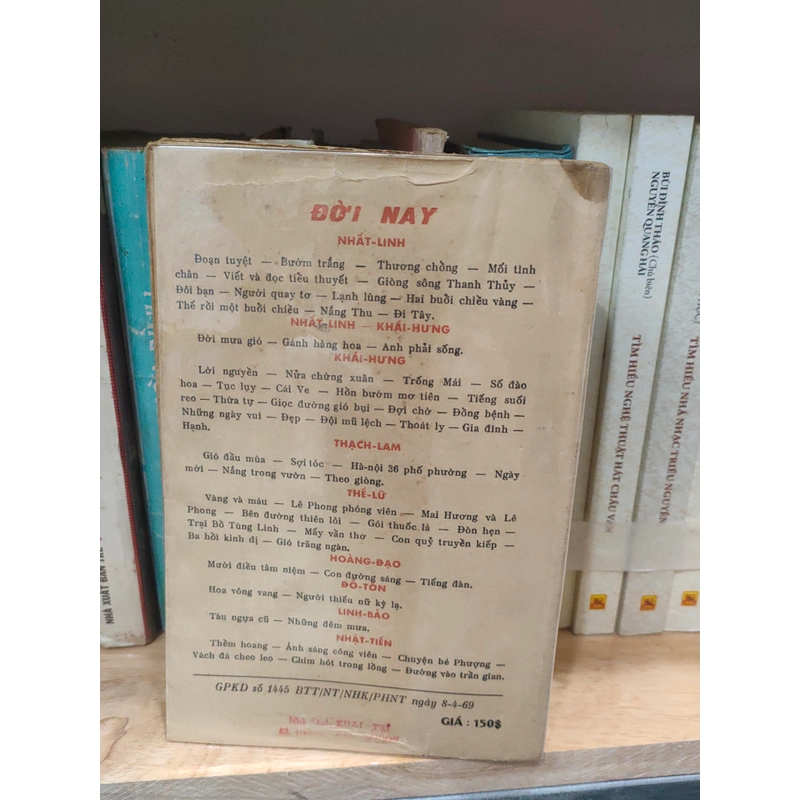 ĐỜI NAY
NHẤT-LINH
Đoạn tuyệt — Bướm trắng — Thương chồng — Mối tình
chân — Viết và đọc tiểu thuyết — Giòng sông Thanh Thủy —
Đôi bạn — Người quay tơ — Lạnh lùng — Hai buổi chiều vàng —
Thế rồi một buổi chiều — Nắng Thu — Đi Tây.
NHẤT-LINH — KHÁI-HƯNG
Đời mưa gió — Gánh hàng hoa — Anh phải sống.
KHÁI-HƯNG
Lời nguyền — Nửa chừng xuân — Trống Mái — Số đào
hoa — Tục lụy — Cái Ve — Hồn bướm mơ tiên — Tiếng suối
reo — Thừa tự — Giọc đường gió bụi — Đợi chờ — Đồng bệnh —
Những ngày vui — Đẹp — Đội mũ lệch — Thoát ly — Gia đình —
Hạnh.
THẠCH-LAM
Gió đầu mùa — Sợi tóc — Hà-nội 36 phố phường — Ngày
mới — Nắng trong vườn — Theo giòng.
THẾ-LỮ
Vàng và máu — Lê Phong phóng viên — Mai Hương và Lê
Phong — Bên đường thiên lôi — Gói thuốc lá — Đòn hẹn —
Trại Bồ Tùng Linh — Mấy vần thơ — Con quỷ truyền kiếp —
Ba hồi kinh dị — Gió trăng ngàn.
HOÀNG-ĐẠO
Mười điều tâm niệm — Con đường sáng — Tiếng đàn.
ĐỖ-TỐN
Hoa vông vang — Người thiếu nữ kỳ lạ.
LINH-BẢO
Tàu ngựa cũ — Những đêm mưa.
NHẬT-TIẾN
Thềm hoang — Ánh sáng công viên — Chuyện bé Phượng —
Vách đá cheo leo — Chim hót trong lồng — Đường vào trần gian.
GPKD số 1445 BTT/NT/NHK/PHNT ngày 8-4-69
GIÁ : 150$
KHAI-TRÍ
NHÀ XUẤT BẢN
BÙI ĐÌNH THẢO (Chủ biên)
NGUYỄN QUANG HẢI
TÌM HIỂU NGHỆ THUẬT HÁT CHẦU VĂN
TÌM HIỂU NHÃ NHẠC TRIỀU NGUYỄN